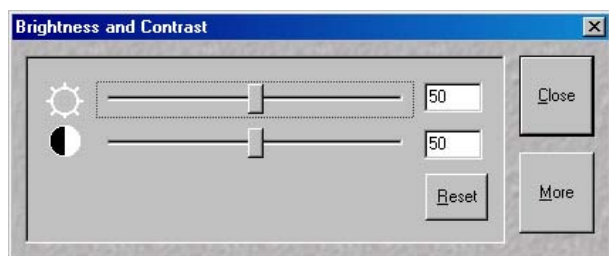 Brightness and Contrast
50
Close
50
Reset
More